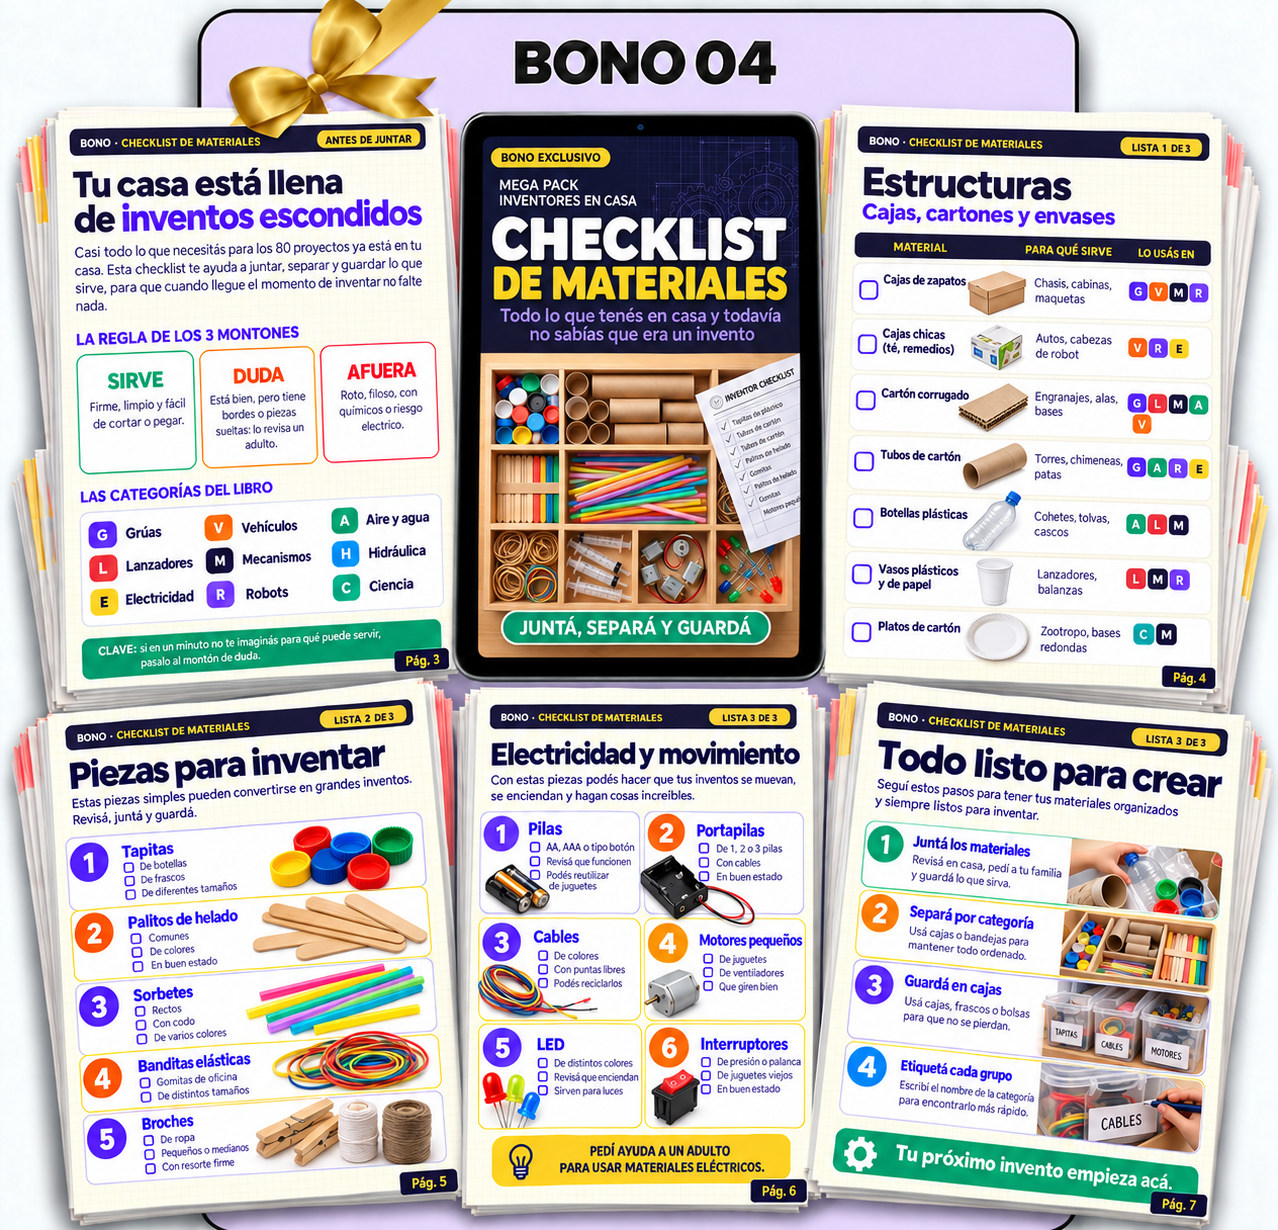 BONO 04
BONO · CHECKLIST DE MATERIALES
ANTES DE JUNTAR
Tu casa está llena
de inventos escondidos
Casi todo lo que necesitás para los 80 proyectos ya está en tu
casa. Esta checklist te ayuda a juntar, separar y guardar lo que
sirve, para que cuando llegue el momento de inventar no falte
nada.
LA REGLA DE LOS 3 MONTONES
SIRVE
Firme, limpio y fácil
de cortar o pegar.
DUDA
Está bien, pero tiene
bordes o piezas
sueltas: lo revisa un
adulto.
AFUERA
Roto, filoso, con
químicos o riesgo
electrico.
LAS CATEGORÍAS DEL LIBRO
G Grúas
V Vehículos
A Aire y agua
L Lanzadores
M Mecanismos
H Hidráulica
E Electricidad
R Robots
C Ciencia
CLAVE: si en un minuto no te imaginás para qué puede servir,
pasalo al montón de duda.
Pág. 3
BONO EXCLUSIVO
MEGA PACK
INVENTORES EN CASA
CHECKLIST
DE MATERIALES
Todo lo que tenés en casa y todavía
no sabías que era un invento
INVENTOR CHECKLIST
Tapitas de plástico
Tubos de cartón
Tubos de cartón
Palitos de helado
Gomitas
Palitos de helado
Gomitas
Motores
JUNTÁ, SEPARÁ Y GUARDÁ
BONO · CHECKLIST DE MATERIALES
LISTA 1 DE 3
Estructuras
Cajas, cartones y envases
MATERIAL PARA QUÉ SIRVE LO USÁS EN
Cajas de zapatos
Chasis, cabinas,
maquetas
G V M R
Cajas chicas
(té, remedios)
Autos, cabezas
de robot
V R E
Cartón corrugado
Engranajes, alas,
bases
G L M A
V
Tubos de cartón
Torres, chimeneas,
patas
G A R E
Botellas plásticas
Cohetes, tolvas,
cascos
A L M
Vasos plásticos
y de papel
Lanzadores,
balanzas
L M R
Platos de cartón
Zootropo, bases
redondas
C M
Pág. 4
BONO · CHECKLIST DE MATERIALES
LISTA 2 DE 3
Piezas para inventar
Estas piezas simples pueden convertirse en grandes inventos.
Revisá, juntá y guardá.
1 Tapitas
De botellas
De frascos
De diferentes tamaños
2 Palitos de helado
Comunes
De colores
En buen estado
3 Sorbetes
Rectos
Con codo
De varios colores
4 Banditas elásticas
Gomitas de oficina
De distintos tamaños
5 Broches
De ropa
Pequeños o medianos
Con resorte firme
Pág. 5
BONO · CHECKLIST DE MATERIALES
LISTA 3 DE 3
Electricidad y movimiento
Con estas piezas podés hacer que tus inventos se muevan,
se enciendan y hagan cosas increíbles.
1 Pilas
AA, AAA o tipo botón
Revisá que funcionen
Podés reutilizar
de juguetes
2 Portapilas
De 1, 2 o 3 pilas
Con cables
En buen estado
3 Cables
De colores
Con puntas libres
Podés reciclarlos
4 Motores pequeños
De juguetes
De ventiladores
Que giren bien
5 LED
De distintos colores
Revisá que enciendan
Sirven para luces
6 Interruptores
De presión o palanca
De juguetes viejos
En buen estado
PEDÍ AYUDA A UN ADULTO
PARA USAR MATERIALES ELÉCTRICOS.
Pág. 6
BONO · CHECKLIST DE MATERIALES
LISTA 3 DE 3
Todo listo para crear
Seguí estos pasos para tener tus materiales organizados
y siempre listos para inventar.
1 Juntá los materiales
Revisá en casa, pedí a tu familia
y guardá lo que sirva.
2 Separá por categoría
Usá cajas o bandejas para
mantener todo ordenado.
3 Guardá en cajas
Usá cajas, frascos o bolsas
para que no se pierdan.
TAPITAS
CABLES
MOTORES
4 Etiquetá cada grupo
Escribí el nombre de la categoría
para encontrarlo más rápido.
CABLES
Tu próximo invento empieza acá.
Pág. 7